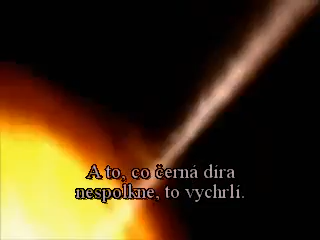 A to, co černá díra
nespolkne, to vychrlí.